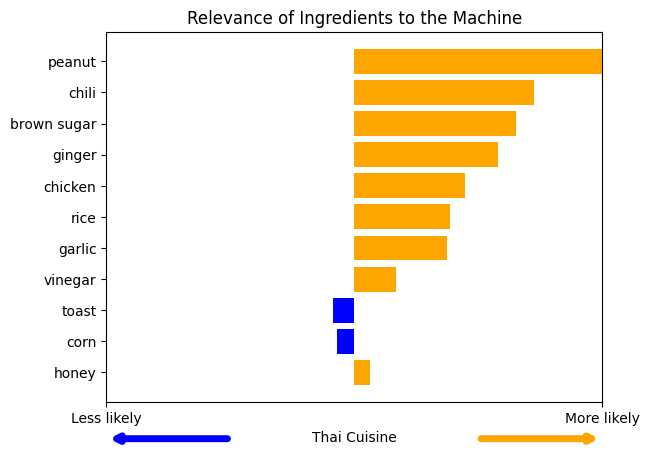 Relevance of Ingredients to the Machine
peanut
chili
brown sugar
ginger
chicken
rice
garlic
vinegar
toast
corn
honey
Less likely
More likely
Thai Cuisine